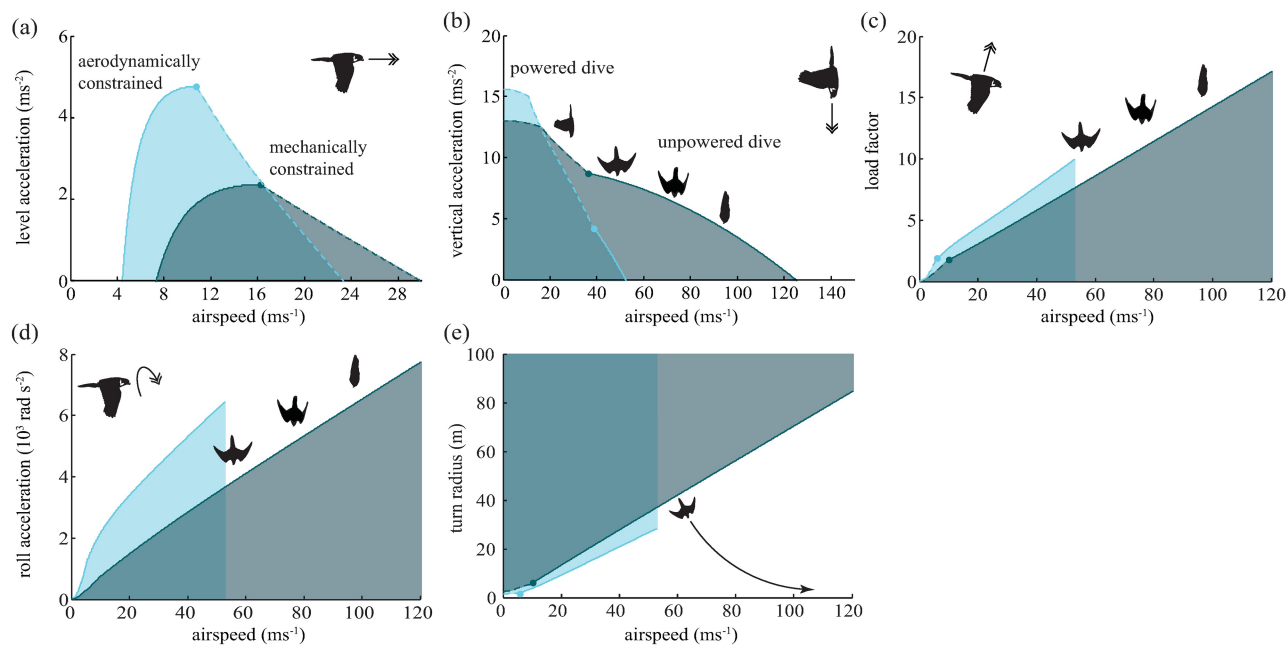 (a)
level acceleration (ms⁻²)
6
4
2
0
aerodynamically
constrained
mechanically
constrained
0 4 8 12 16 20 24 28
airspeed (ms⁻¹)
(b)
vertical acceleration (ms⁻²)
20
15
10
5
0
powered dive
unpowered dive
0 20 40 60 80 100 120 140
airspeed (ms⁻¹)
(c)
load factor
20
15
10
5
0
0 20 40 60 80 100 120
airspeed (ms⁻¹)
(d)
roll acceleration (10³ rad s⁻²)
8
6
4
2
0
0 20 40 60 80 100 120
airspeed (ms⁻¹)
(e)
turn radius (m)
100
80
60
40
20
0
0 20 40 60 80 100 120
airspeed (ms⁻¹)